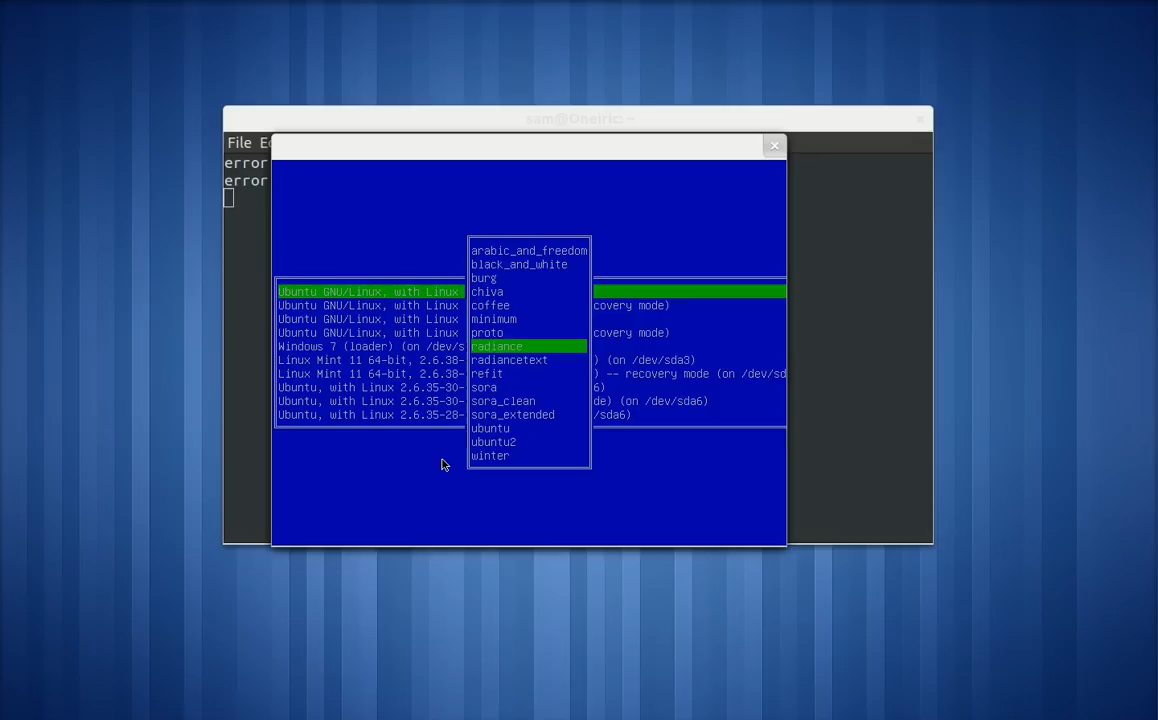 sam@Oneiric: ~
File Ed
error
error
arabic_and_freedom
black_and_white
burg
chiva
coffee
minimum
proto
radiance
radiancetext
refit
sora
sora_clean
sora_extended
ubuntu
ubuntu2
winter
Ubuntu GNU/Linux, with Linux
Ubuntu GNU/Linux, with Linux covery mode)
Ubuntu GNU/Linux, with Linux
Ubuntu GNU/Linux, with Linux covery mode)
Windows 7 (loader) (on /dev/s
Linux Mint 11 64-bit, 2.6.38- ) (on /dev/sda3)
Linux Mint 11 64-bit, 2.6.38- ) -- recovery mode (on /dev/sd
Ubuntu, with Linux 2.6.35-30- 6)
Ubuntu, with Linux 2.6.35-30- de) (on /dev/sda6)
Ubuntu, with Linux 2.6.35-28- /sda6)